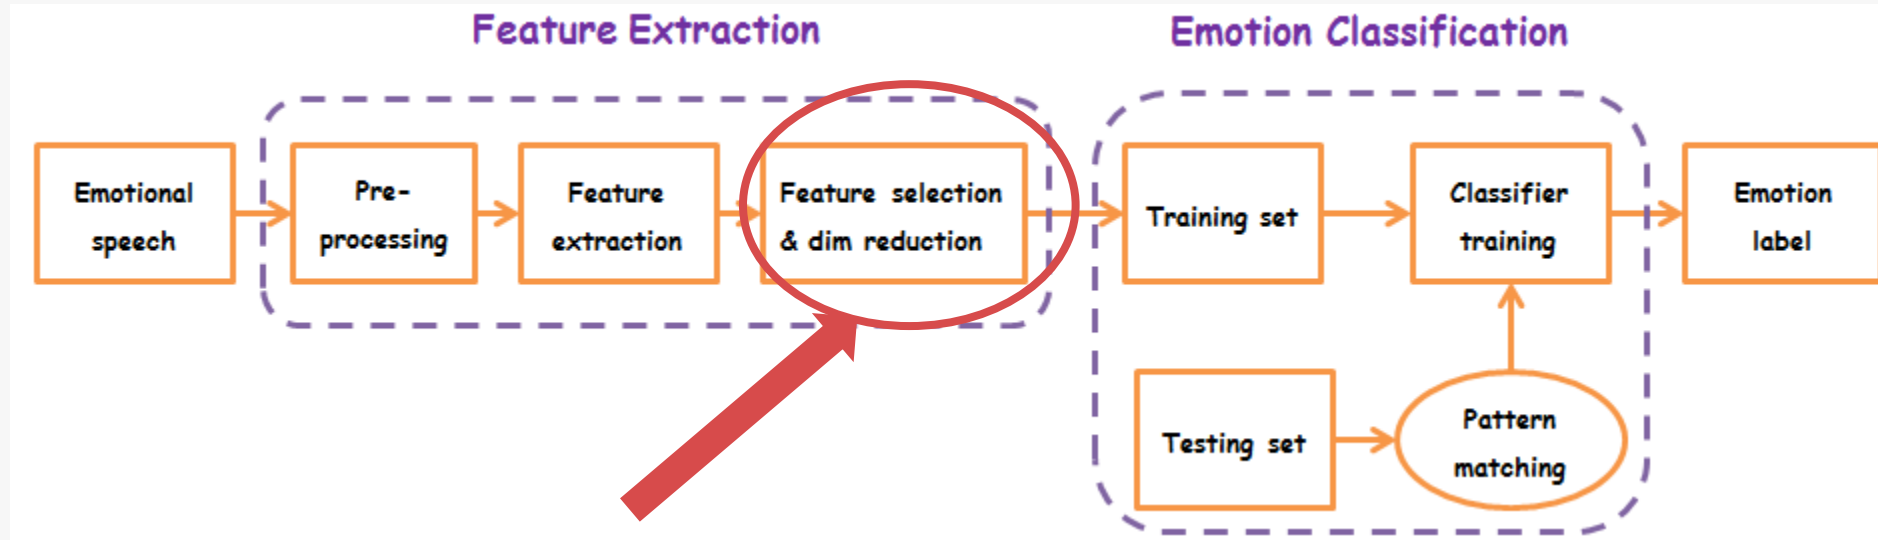 Feature Extraction
Emotion Classification
Emotional
speech
Pre-
processing
Feature
extraction
Feature selection
& dim reduction
Training set
Classifier
training
Emotion
label
Testing set
Pattern
matching